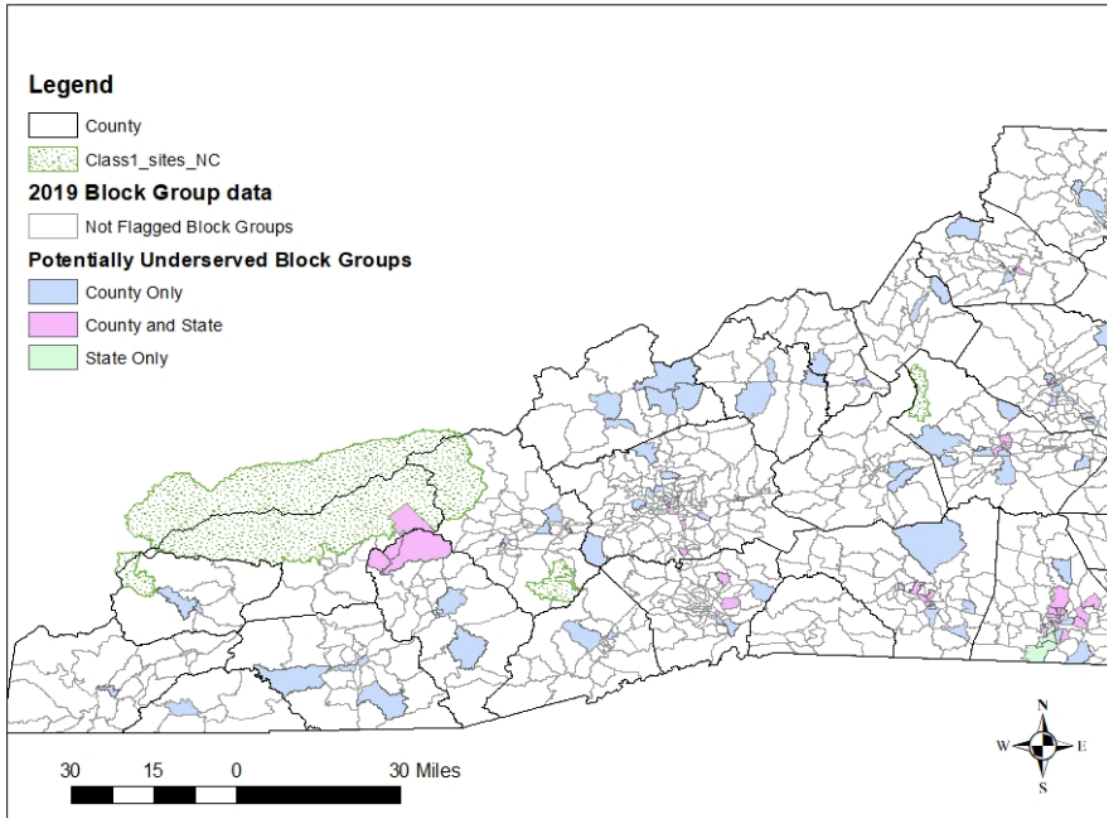 Legend
County
Class1_sites_NC
2019 Block Group data
Not Flagged Block Groups
Potentially Underserved Block Groups
County Only
County and State
State Only
30 15 0 30 Miles
N
W E
S